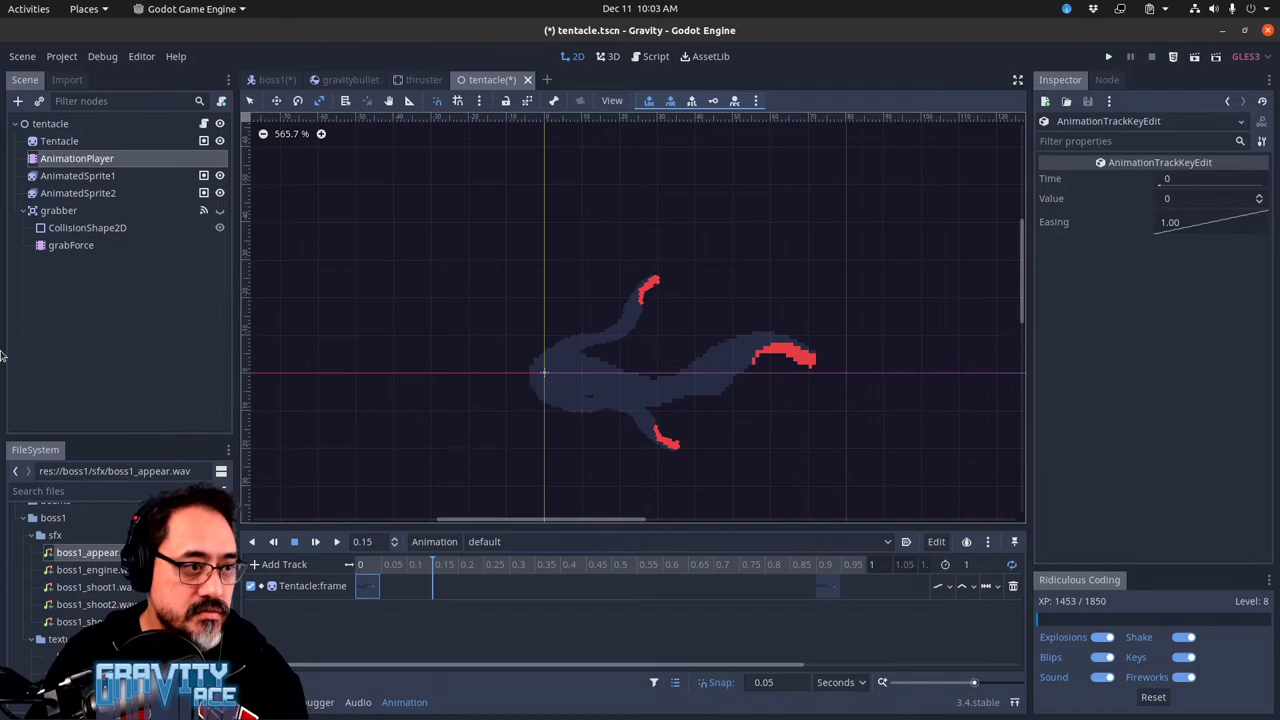 Activities Places Godot Game Engine Dec 11 10:03 AM
(*) tentacle.tscn - Gravity - Godot Engine
Scene Project Debug Editor Help 2D 3D Script AssetLib GLES3
Scene Import boss1(*) gravitybullet thruster tentacle(*) Inspector Node
Filter nodes View
565.7 %
AnimationTrackKeyEdit
Filter properties
AnimationTrackKeyEdit
Time 0
Value 0
Easing 1.00
tentacle
Tentacle
AnimationPlayer
AnimatedSprite1
AnimatedSprite2
grabber
CollisionShape2D
grabForce
FileSystem
res://boss1/sfx/boss1_appear.wav
Search files
boss1
sfx
boss1_appear.
boss1_engine.
boss1_shoot1.wa
boss1_shoot2.w
boss1_sho
textu
0.15 Animation default Edit
Add Track 0 0.05 0.1 0.15 0.2 0.25 0.3 0.35 0.4 0.45 0.5 0.55 0.6 0.65 0.7 0.75 0.8 0.85 0.9 0.95 1 1.05 1
Tentacle:frame
Snap: 0.05 Seconds
Audio Animation 3.4.stable
Ridiculous Coding
XP: 1453 / 1850 Level: 8
Explosions Shake
Blips Keys
Sound Fireworks
Reset
GRAVITY
ACE